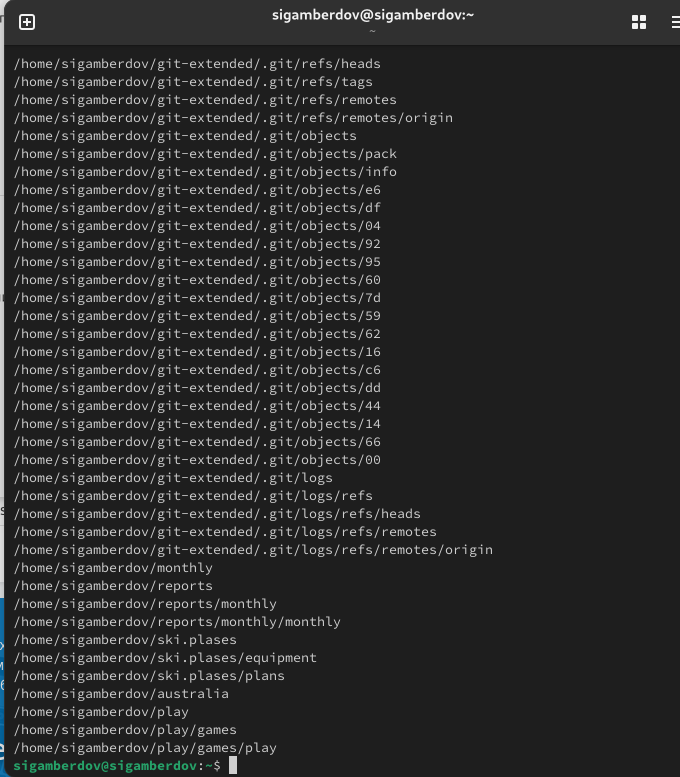 sigamberdov@sigamberdov:~
~
/home/sigamberdov/git-extended/.git/refs/heads
/home/sigamberdov/git-extended/.git/refs/tags
/home/sigamberdov/git-extended/.git/refs/remotes
/home/sigamberdov/git-extended/.git/refs/remotes/origin
/home/sigamberdov/git-extended/.git/objects
/home/sigamberdov/git-extended/.git/objects/pack
/home/sigamberdov/git-extended/.git/objects/info
/home/sigamberdov/git-extended/.git/objects/e6
/home/sigamberdov/git-extended/.git/objects/df
/home/sigamberdov/git-extended/.git/objects/04
/home/sigamberdov/git-extended/.git/objects/92
/home/sigamberdov/git-extended/.git/objects/95
/home/sigamberdov/git-extended/.git/objects/60
/home/sigamberdov/git-extended/.git/objects/7d
/home/sigamberdov/git-extended/.git/objects/59
/home/sigamberdov/git-extended/.git/objects/62
/home/sigamberdov/git-extended/.git/objects/16
/home/sigamberdov/git-extended/.git/objects/c6
/home/sigamberdov/git-extended/.git/objects/dd
/home/sigamberdov/git-extended/.git/objects/44
/home/sigamberdov/git-extended/.git/objects/14
/home/sigamberdov/git-extended/.git/objects/66
/home/sigamberdov/git-extended/.git/objects/00
/home/sigamberdov/git-extended/.git/logs
/home/sigamberdov/git-extended/.git/logs/refs
/home/sigamberdov/git-extended/.git/logs/refs/heads
/home/sigamberdov/git-extended/.git/logs/refs/remotes
/home/sigamberdov/git-extended/.git/logs/refs/remotes/origin
/home/sigamberdov/monthly
/home/sigamberdov/reports
/home/sigamberdov/reports/monthly
/home/sigamberdov/reports/monthly/monthly
/home/sigamberdov/ski.plases
/home/sigamberdov/ski.plases/equipment
/home/sigamberdov/ski.plases/plans
/home/sigamberdov/australia
/home/sigamberdov/play
/home/sigamberdov/play/games
/home/sigamberdov/play/games/play
sigamberdov@sigamberdov:~$